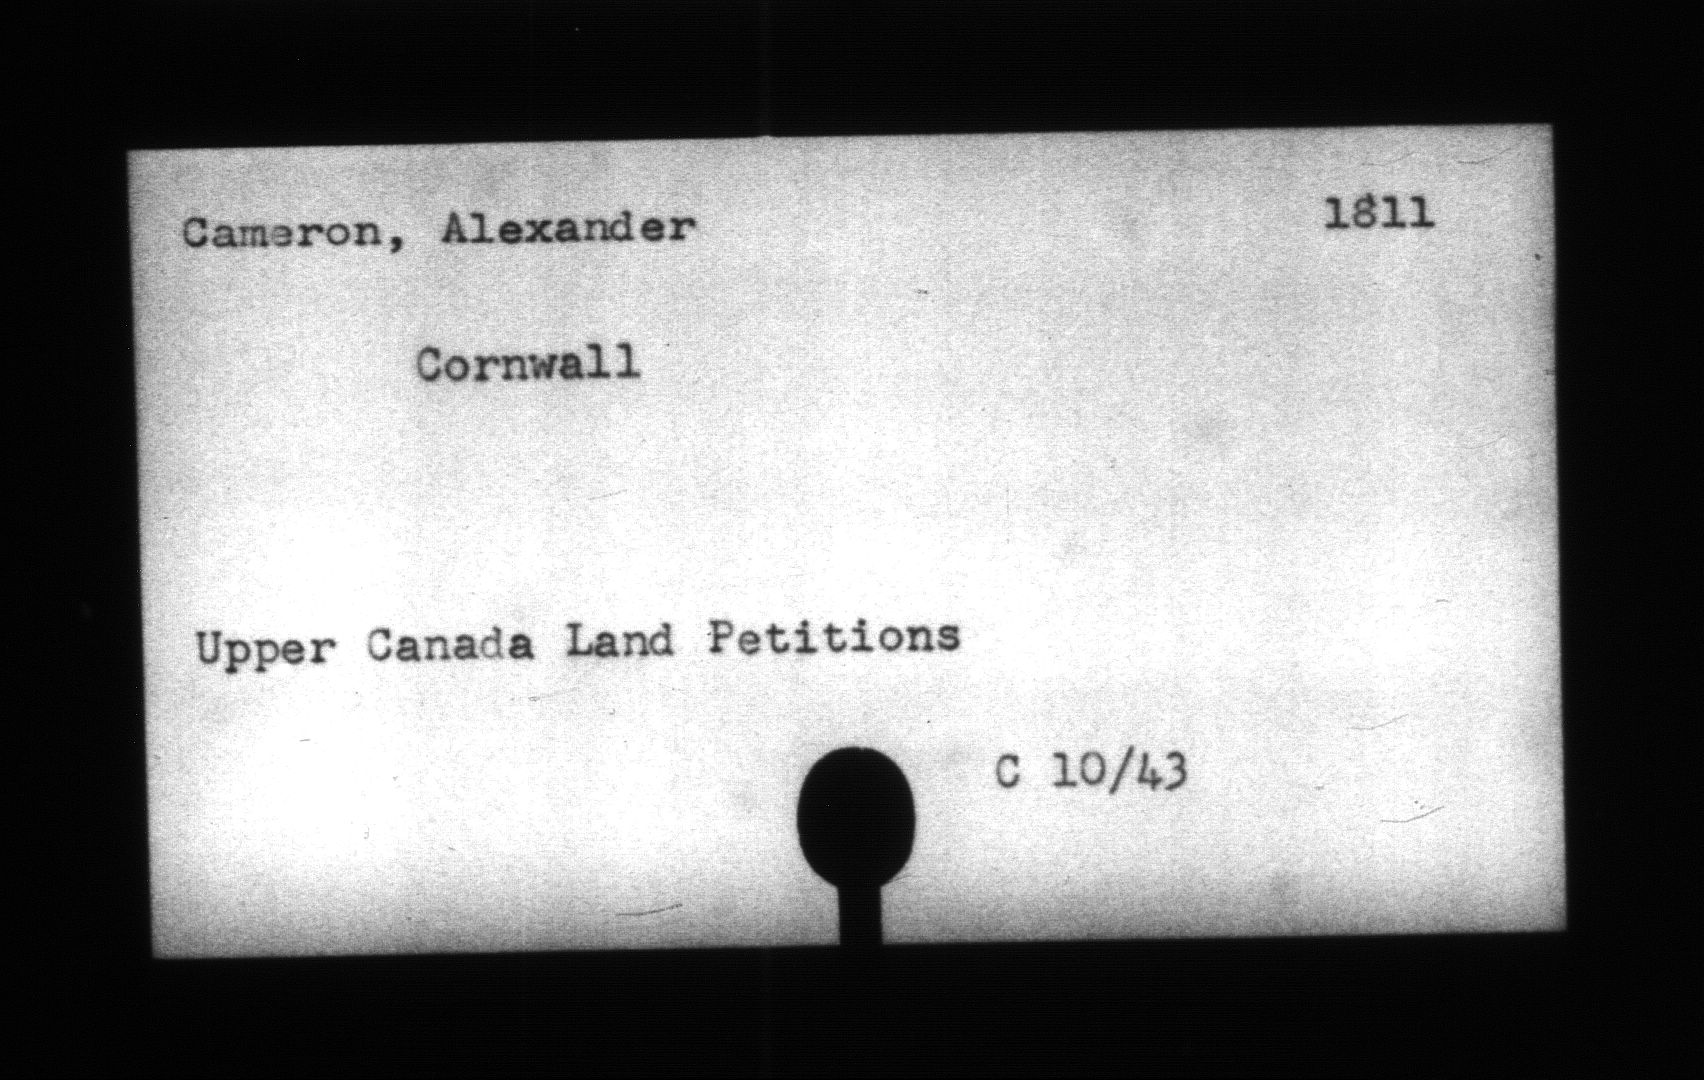 Cameron, Alexander 1811
Cornwall
Upper Canada Land Petitions
C 10/43